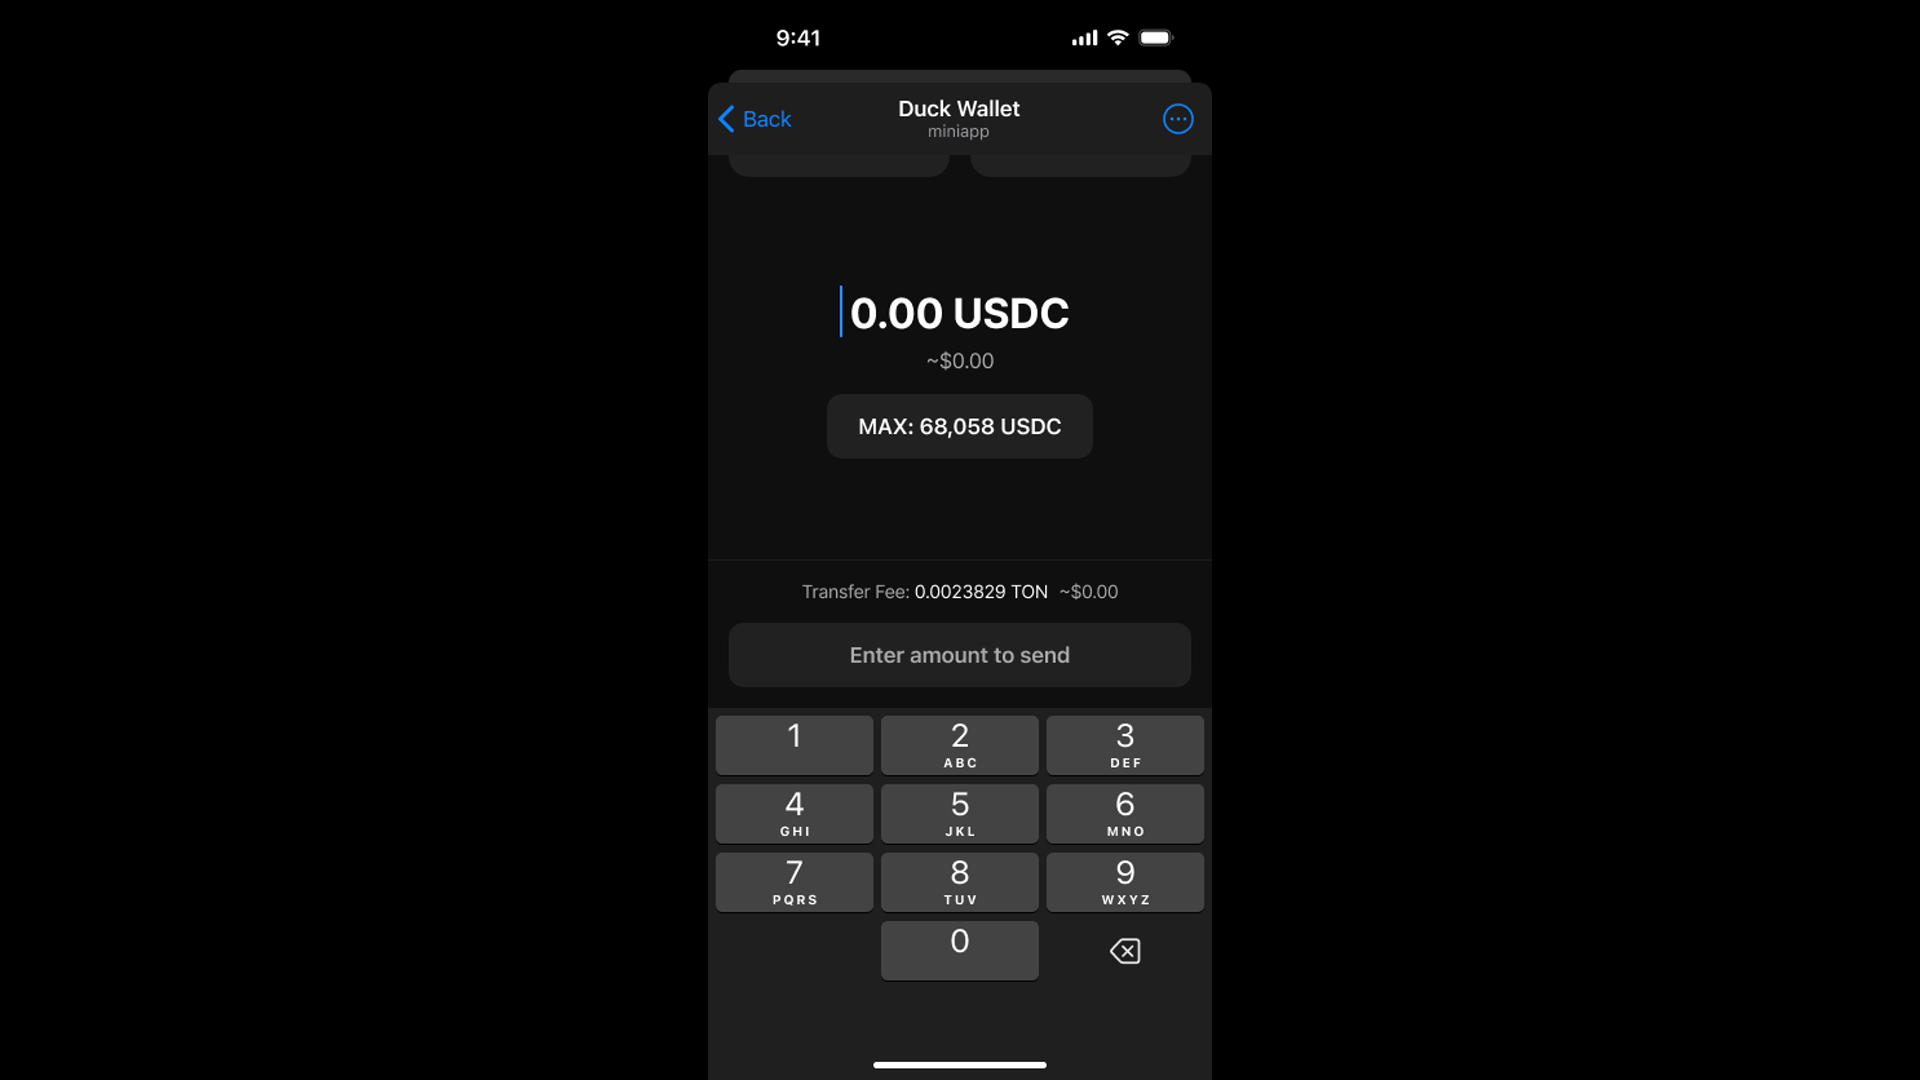 9:41
Back
Duck Wallet
miniapp
0.00 USDC
~$0.00
MAX: 68,058 USDC
Transfer Fee: 0.0023829 TON ~$0.00
Enter amount to send
1 2 3
ABC DEF
4 5 6
GHI JKL MNO
7 8 9
PQRS TUV WXYZ
0